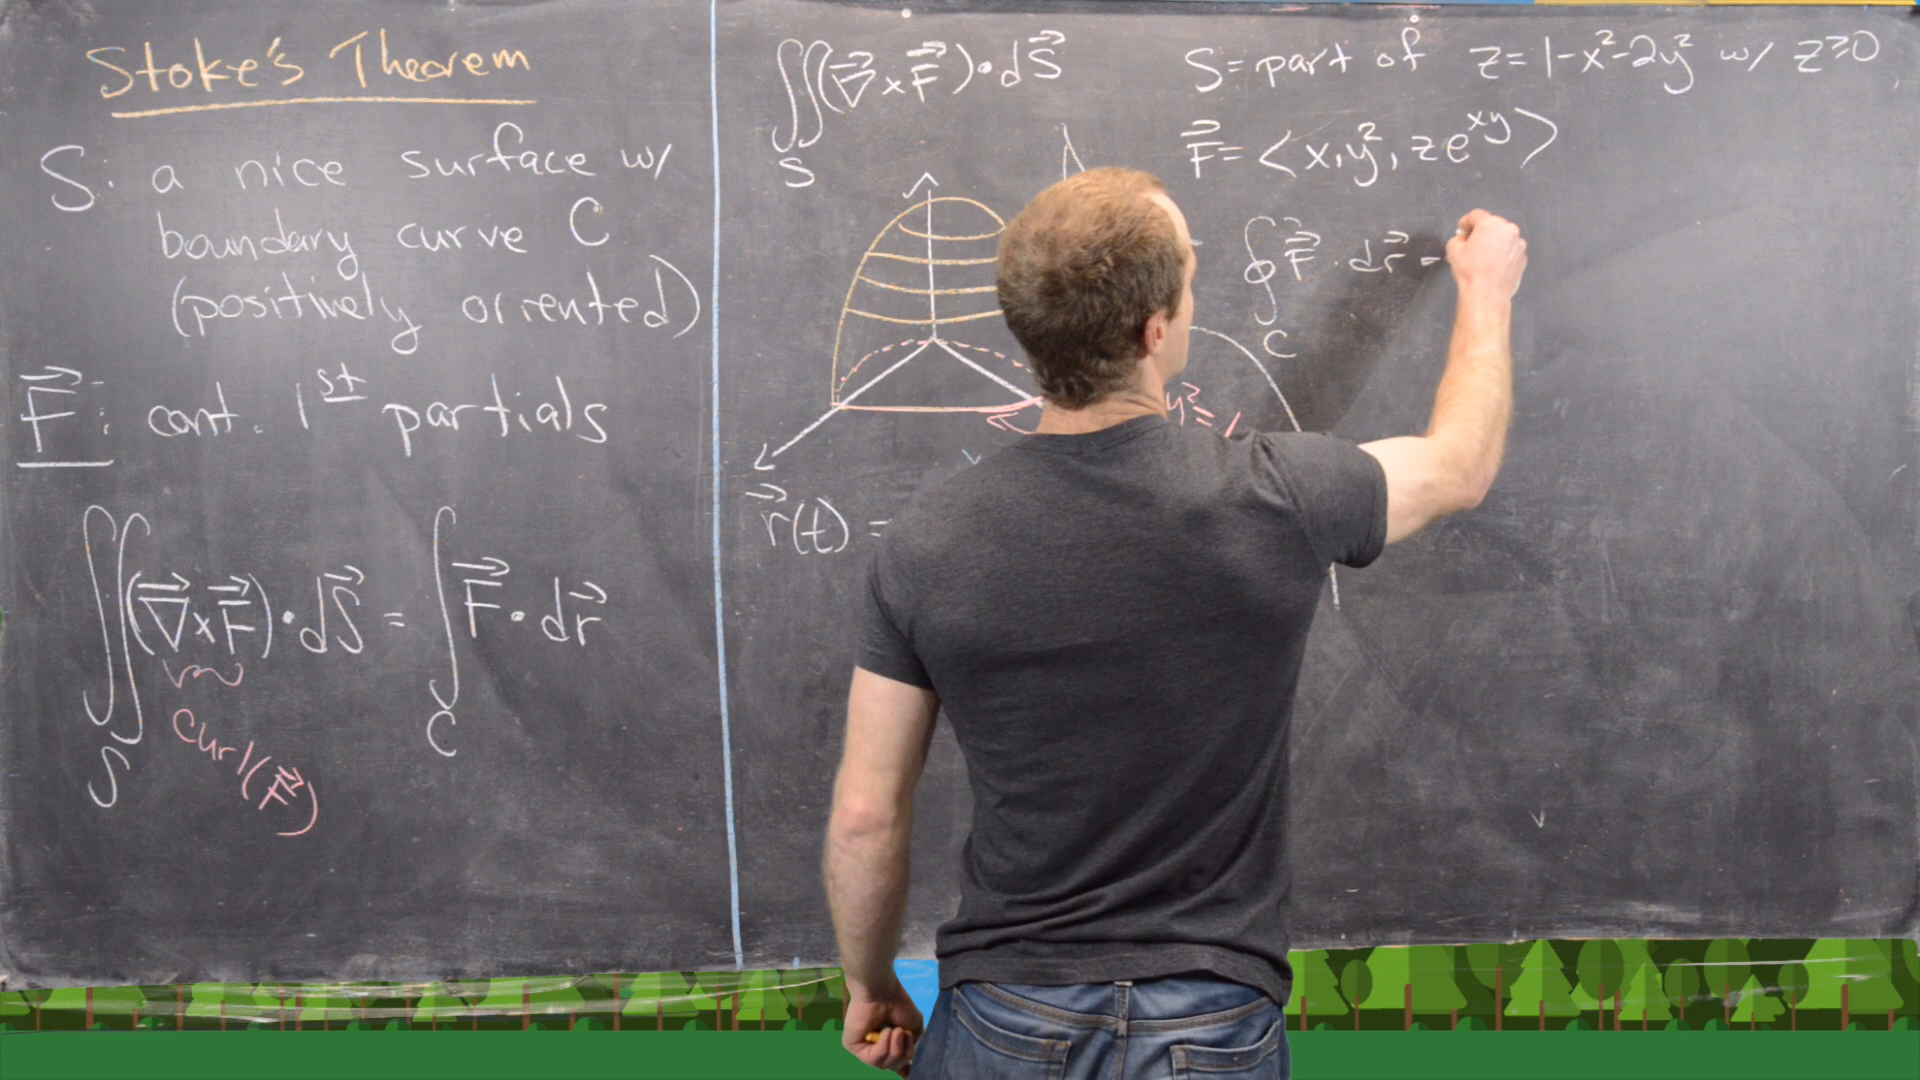 Stoke's Theorem
S: a nice surface w/
boundary curve C
(positively oriented)
F⃗: cont. 1st partials
∬(∇⃗×F⃗)·dS⃗ = ∫F⃗·dr⃗
S C
curl(F⃗)
∬(∇⃗×F⃗)·dS⃗
S
S = part of z=1-x²-2y² w/ z≥0
F⃗ = <x, y², ze^xy>
∮F⃗·dr⃗ =
C
y²=1
r⃗(t) =